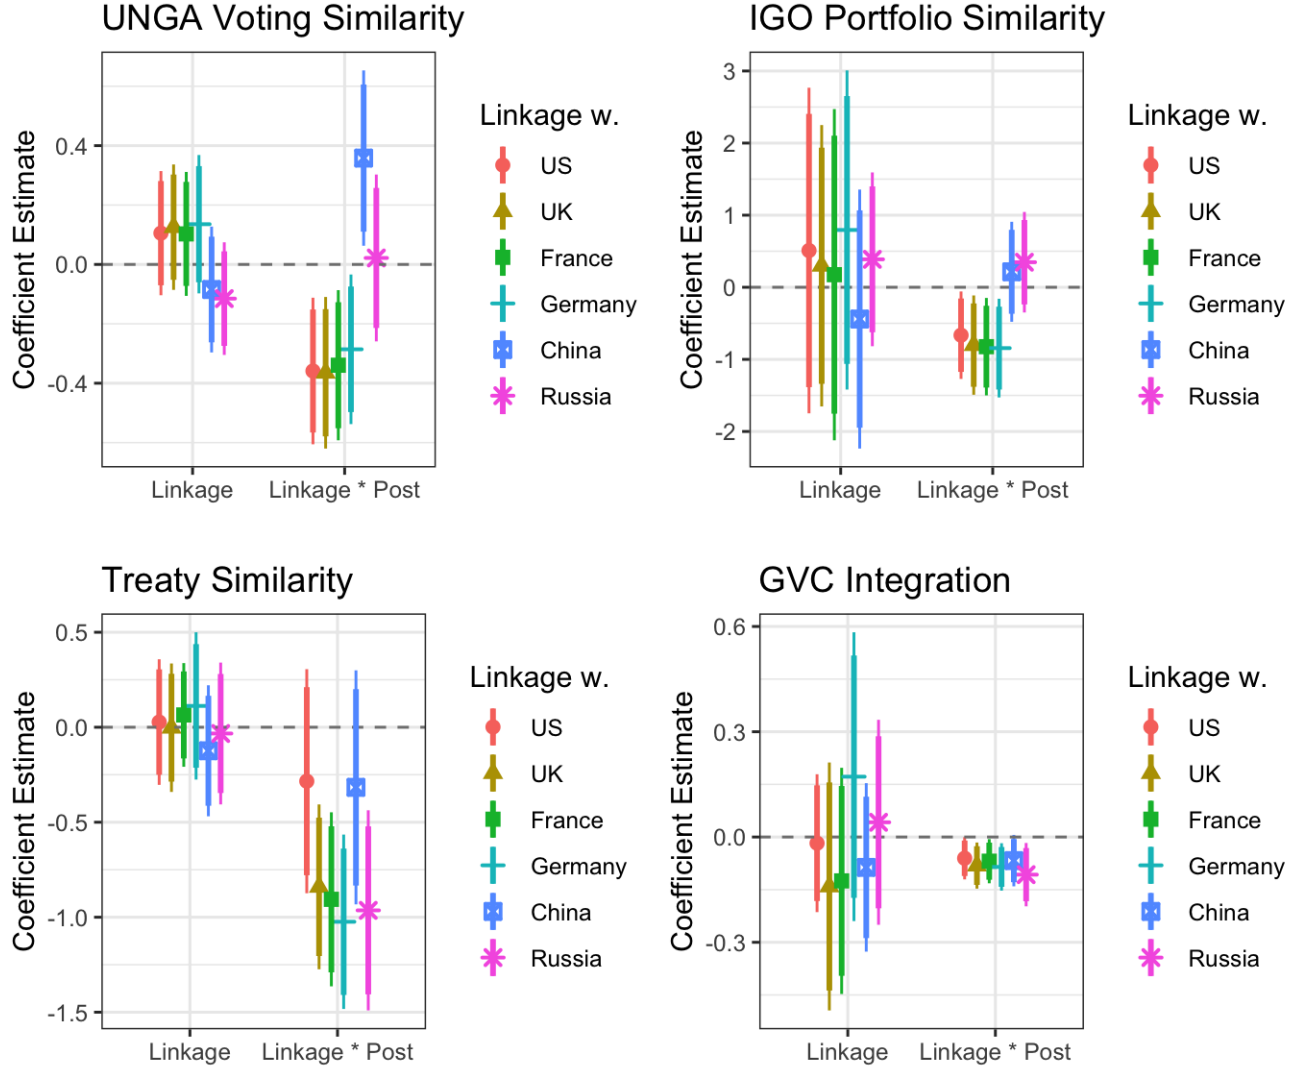 UNGA Voting Similarity
Coefficient Estimate
0.4
0.0
-0.4
Linkage
Linkage * Post
Linkage w.
US
UK
France
Germany
China
Russia
IGO Portfolio Similarity
Coefficient Estimate
3
2
1
0
-1
-2
Linkage
Linkage * Post
Linkage w.
US
UK
France
Germany
China
Russia
Treaty Similarity
Coefficient Estimate
0.5
0.0
-0.5
-1.0
-1.5
Linkage
Linkage * Post
Linkage w.
US
UK
France
Germany
China
Russia
GVC Integration
Coefficient Estimate
0.6
0.3
0.0
-0.3
Linkage
Linkage * Post
Linkage w.
US
UK
France
Germany
China
Russia